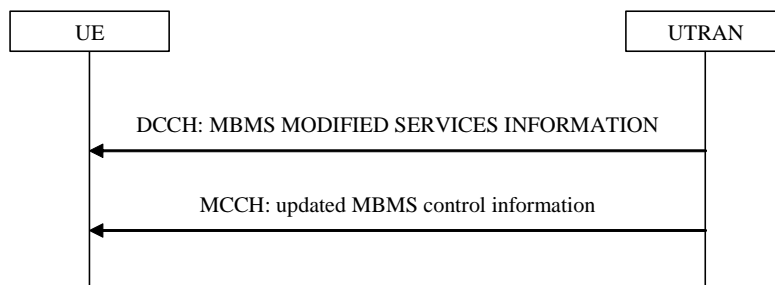 UE
UTRAN
DCCH: MBMS MODIFIED SERVICES INFORMATION
MCCH: updated MBMS control information